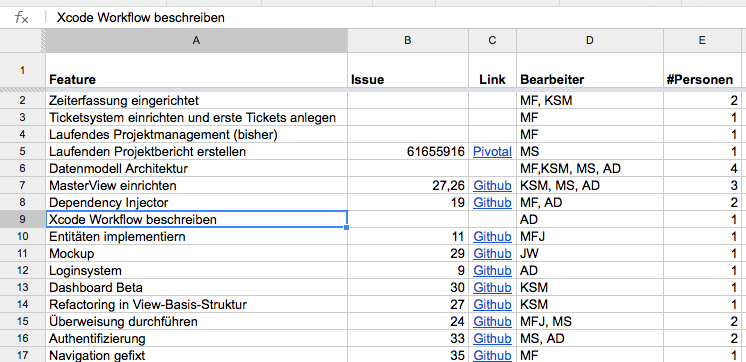 fx Xcode Workflow beschreiben
A B C D E
1 Feature Issue Link Bearbeiter #Personen
2 Zeiterfassung eingerichtet MF, KSM 2
3 Ticketsystem einrichten und erste Tickets anlegen MF 1
4 Laufendes Projektmanagement (bisher) MF 1
5 Laufenden Projektbericht erstellen 61655916 Pivotal MS 1
6 Datenmodell Architektur MF,KSM, MS, AD 4
7 MasterView einrichten 27,26 Github KSM, MS, AD 3
8 Dependency Injector 19 Github MF, AD 2
9 Xcode Workflow beschreiben AD 1
10 Entitäten implementiern 11 Github MFJ 1
11 Mockup 29 Github JW 1
12 Loginsystem 9 Github AD 1
13 Dashboard Beta 30 Github KSM 1
14 Refactoring in View-Basis-Struktur 27 Github KSM 1
15 Überweisung durchführen 24 Github MFJ, MS 2
16 Authentifizierung 33 Github MS, AD 2
17 Navigation gefixt 35 Github MF 1